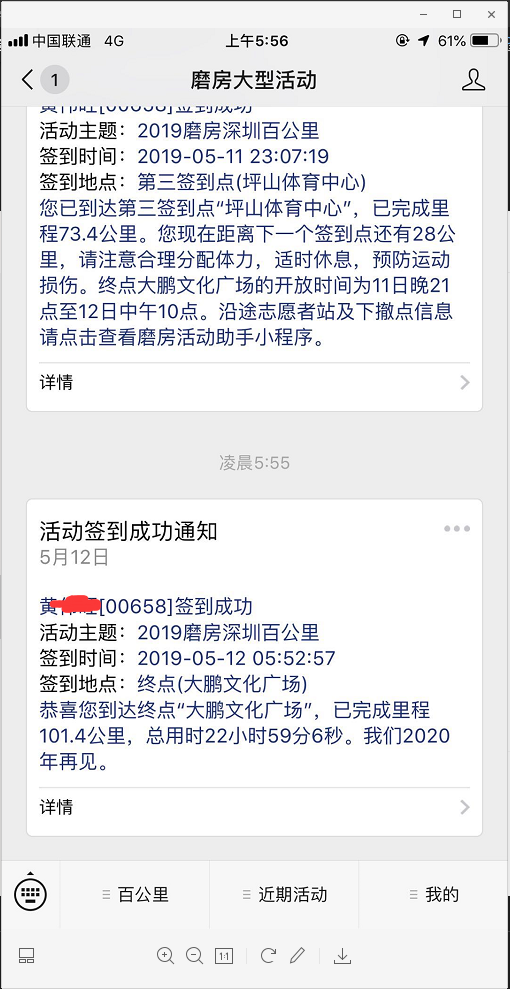 中国联通 4G 上午5:56 61%
1 磨房大型活动
[00658]签到成功
活动主题：2019磨房深圳百公里
签到时间：2019-05-11 23:07:19
签到地点：第三签到点(坪山体育中心)
您已到达第三签到点“坪山体育中心”，已完成里
程73.4公里。您现在距离下一个签到点还有28公
里，请注意合理分配体力，适时休息，预防运动
损伤。终点大鹏文化广场的开放时间为11日晚21
点至12日中午10点。沿途志愿者站及下撤点信息
请点击查看磨房活动助手小程序。
详情
凌晨5:55
活动签到成功通知
5月12日
黄[00658]签到成功
活动主题：2019磨房深圳百公里
签到时间：2019-05-12 05:52:57
签到地点：终点(大鹏文化广场)
恭喜您到达终点“大鹏文化广场”，已完成里程
101.4公里，总用时22小时59分6秒。我们2020
年再见。
详情
百公里 近期活动 我的
1:1